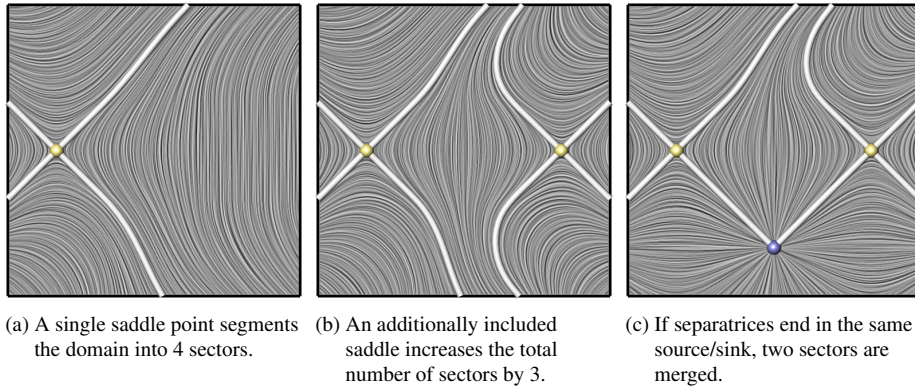 (a) A single saddle point segments
the domain into 4 sectors.
(b) An additionally included
saddle increases the total
number of sectors by 3.
(c) If separatrices end in the same
source/sink, two sectors are
merged.